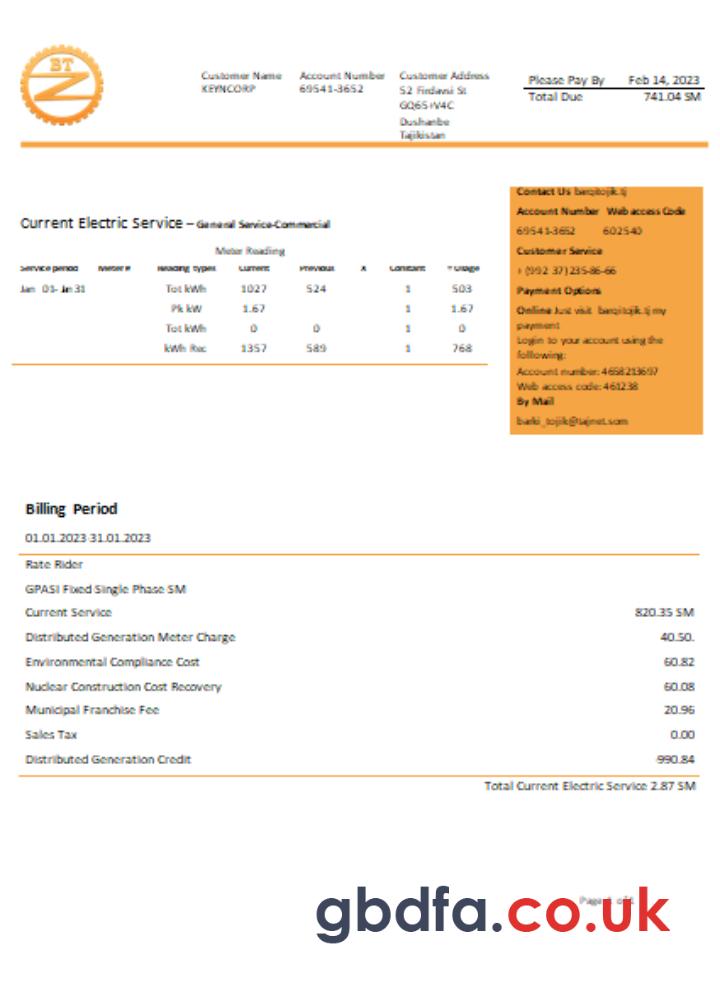 BT
Z
Customer Name Account Number Customer Address
KEYNCORP 69541-3652 52 Firdavsi St
GQ65+V4C
Dushanbe
Tajikistan
Please Pay By Feb 14, 2023
Total Due 741.04 SM
Current Electric Service – General Service-Commercial
Meter Reading
Service period Meter# Reading types Current Previous X Constant = Usage
Jan 01- Jn 31 Tot kWh 1027 524 1 503
Pk kW 1.67 1 1.67
Tot kWh 0 0 1 0
kWh Rec 1357 589 1 768
Contact Us barqitojik.tj
Account Number Web access Code
69541-3652 602540
Customer Service
+ (992 37)235-86-66
Payment Options
Online Just visit barqitojik.tj my
payment
Login to your account using the
following:
Account number: 4658213697
Web access code: 461238
By Mail
barki_tojik@tajnet.som
Billing Period
01.01.2023-31.01.2023
Rate Rider
GPASI Fixed Single Phase SM
Current Service 820.35 SM
Distributed Generation Meter Charge 40.50.
Environmental Compliance Cost 60.82
Nuclear Construction Cost Recovery 60.08
Municipal Franchise Fee 20.96
Sales Tax 0.00
Distributed Generation Credit -990.84
Total Current Electric Service 2.87 SM
Page 1 of 1
gbdfa.co.uk